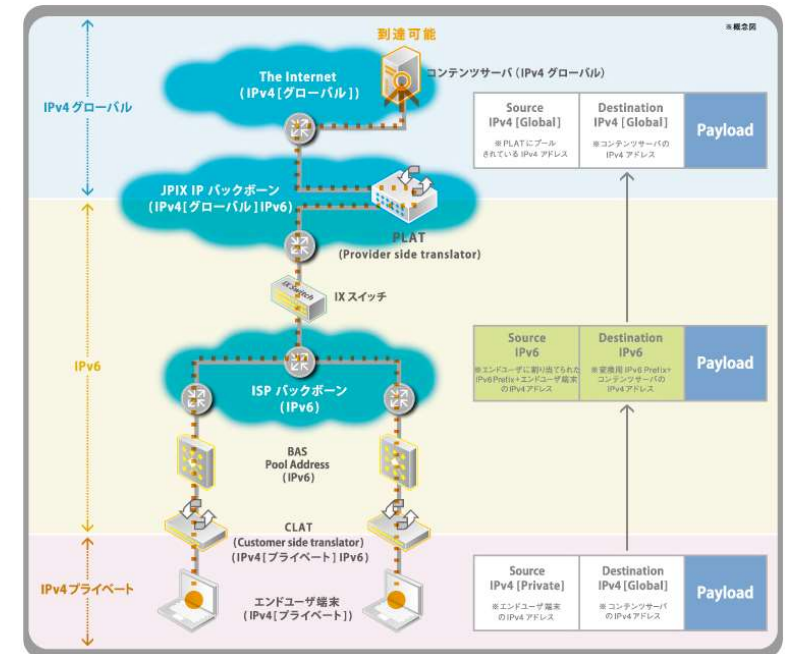 ※概念図
到達可能
The Internet
(IPv4[グローバル])
コンテンツサーバ(IPv4 グローバル)
IPv4グローバル
Source
IPv4 [Global]
※PLATにプール
されている IPv4 アドレス
Destination
IPv4 [Global]
※コンテンツサーバの
IPv4 アドレス
Payload
JPIX IP バックボーン
(IPv4[グローバル]IPv6)
PLAT
(Provider side translator)
IX Switch
IX スイッチ
IPv6
ISP バックボーン
(IPv6)
Source
IPv6
※エンドユーザに割り当てられた
IPv6Prefix+エンドユーザ端末
のIPv4アドレス
Destination
IPv6
※変換用 IPv6 Prefix+
コンテンツサーバの
IPv4アドレス
Payload
BAS
Pool Address
(IPv6)
CLAT
(Customer side translator)
(IPv4[プライベート]IPv6)
IPv4プライベート
エンドユーザ端末
(IPv4[プライベート])
Source
IPv4 [Private]
※エンドユーザ端末
のIPv4アドレス
Destination
IPv4 [Global]
※コンテンツサーバ
のIPv4アドレス
Payload